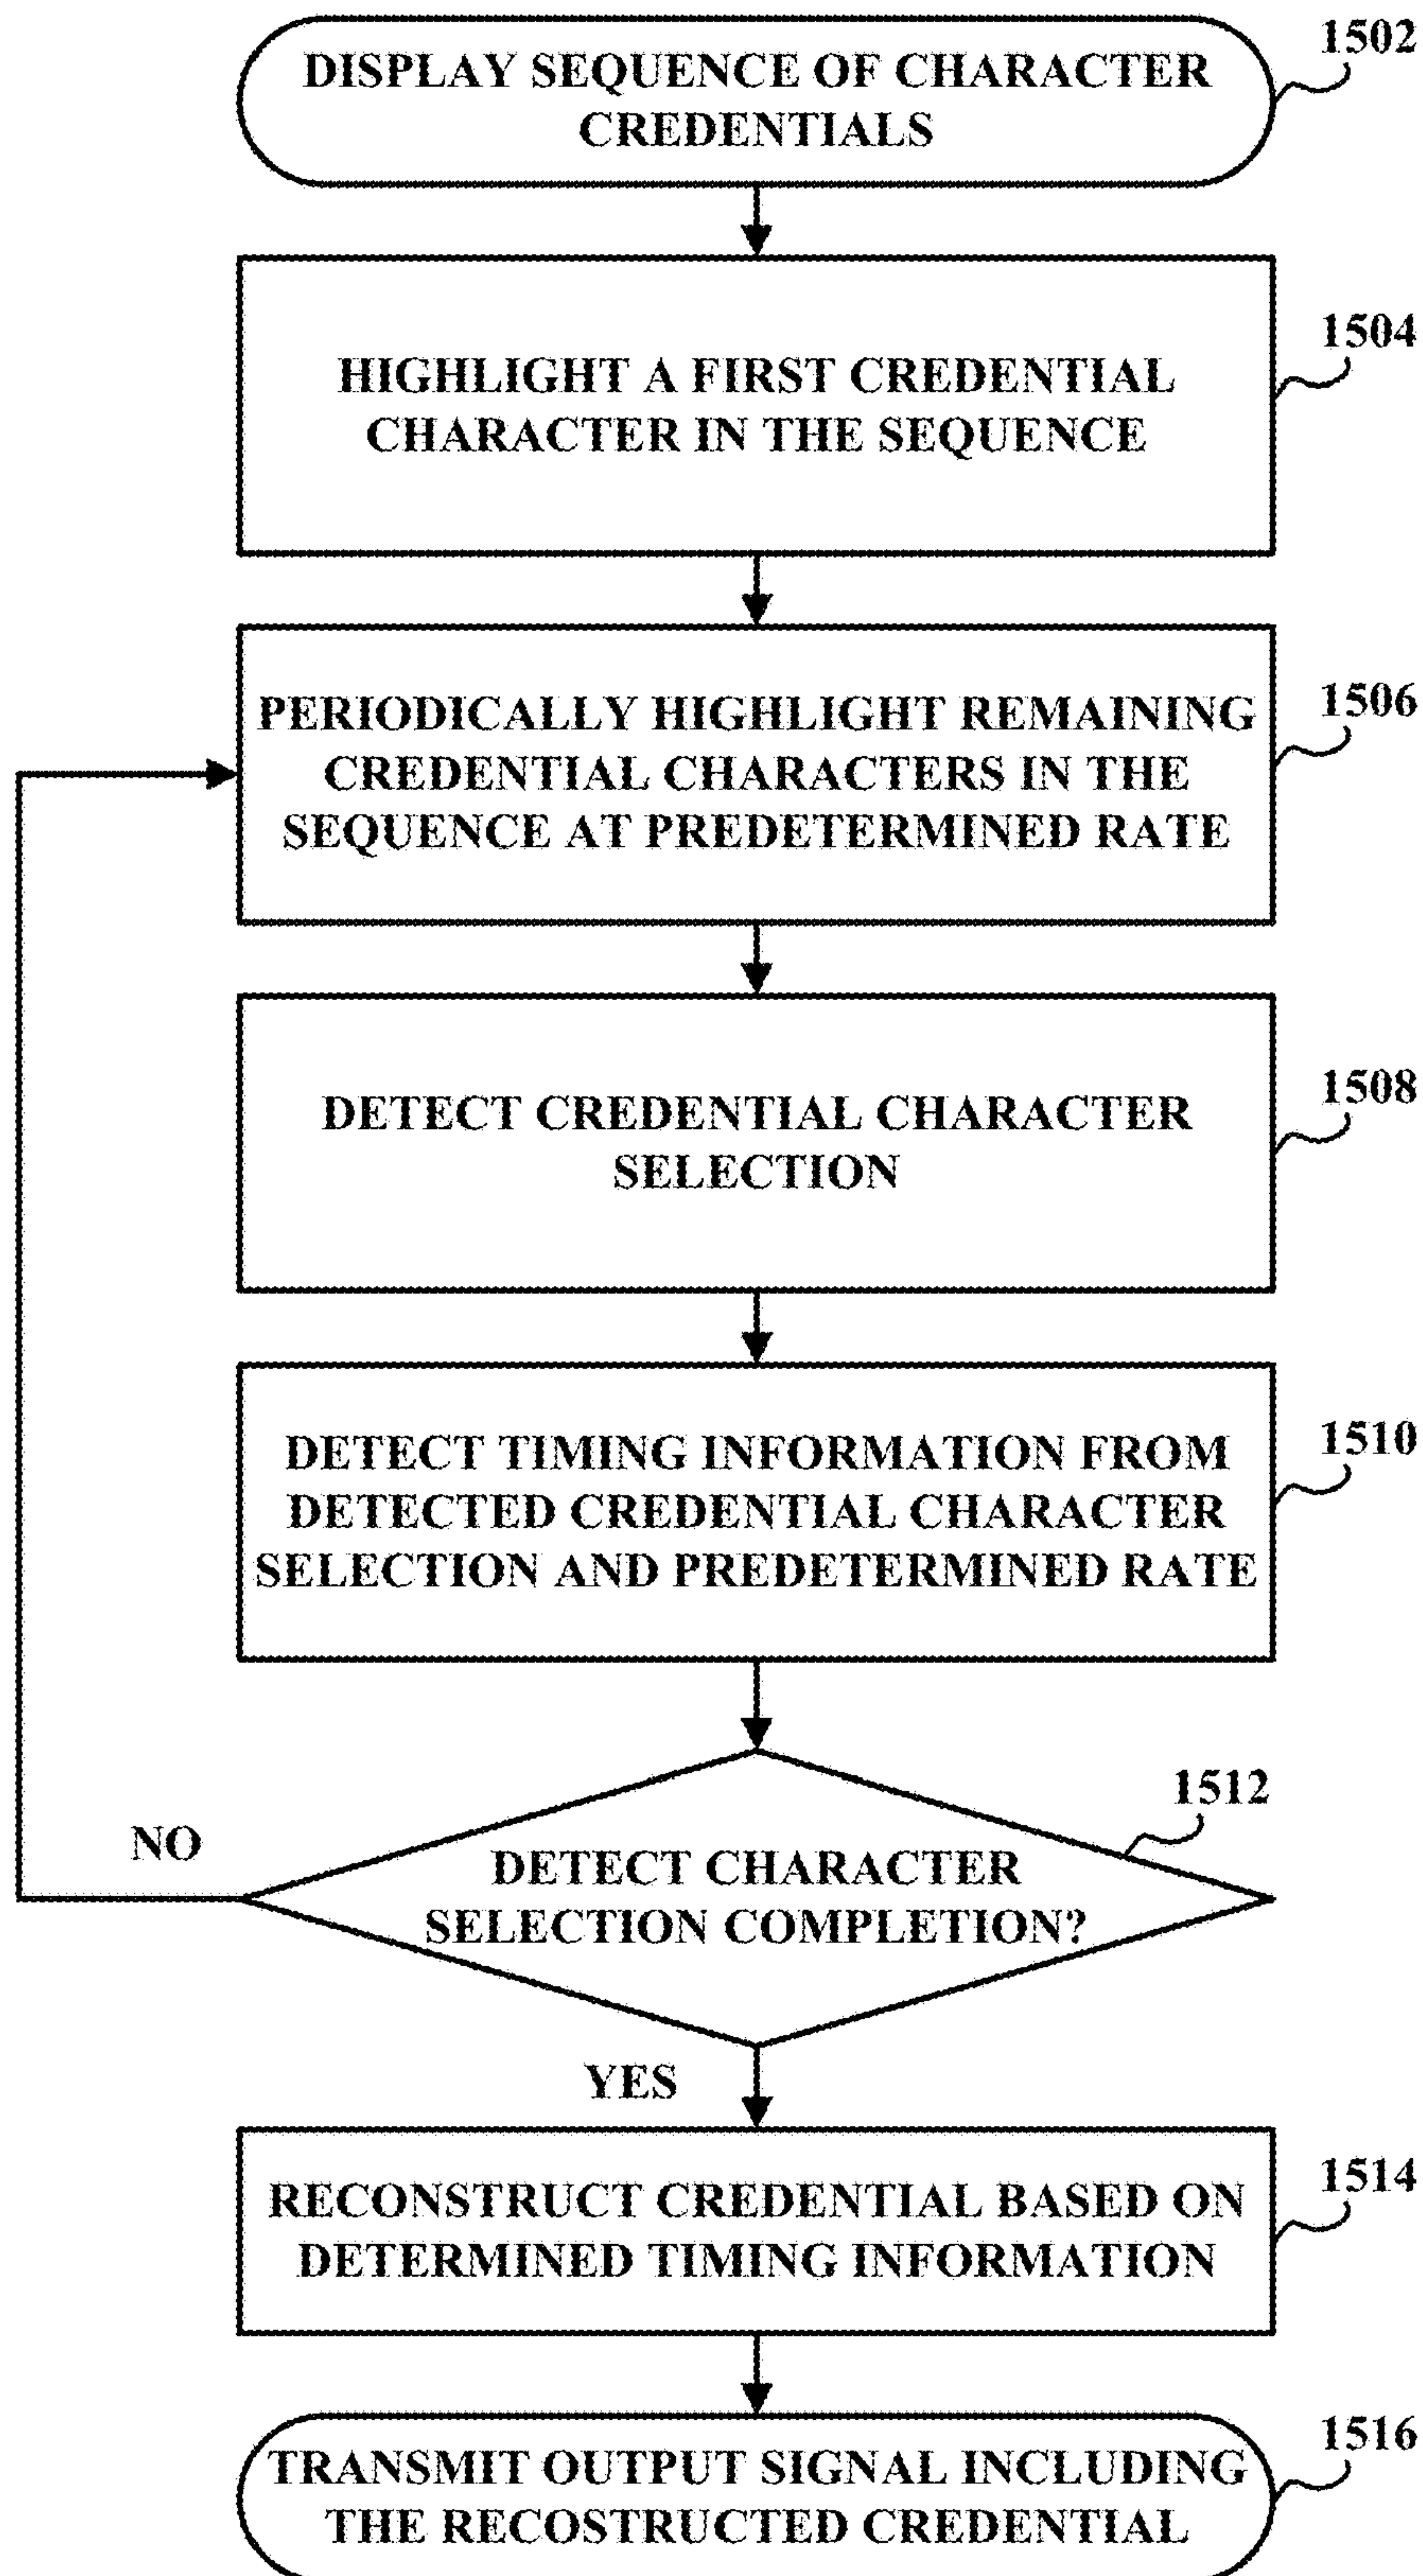 1502
DISPLAY SEQUENCE OF CHARACTER
CREDENTIALS
1504
HIGHLIGHT A FIRST CREDENTIAL
CHARACTER IN THE SEQUENCE
1506
PERIODICALLY HIGHLIGHT REMAINING
CREDENTIAL CHARACTERS IN THE
SEQUENCE AT PREDETERMINED RATE
1508
DETECT CREDENTIAL CHARACTER
SELECTION
1510
DETECT TIMING INFORMATION FROM
DETECTED CREDENTIAL CHARACTER
SELECTION AND PREDETERMINED RATE
1512
NO
DETECT CHARACTER
SELECTION COMPLETION?
YES
1514
RECONSTRUCT CREDENTIAL BASED ON
DETERMINED TIMING INFORMATION
1516
TRANSMIT OUTPUT SIGNAL INCLUDING
THE RECOSTRUCTED CREDENTIAL